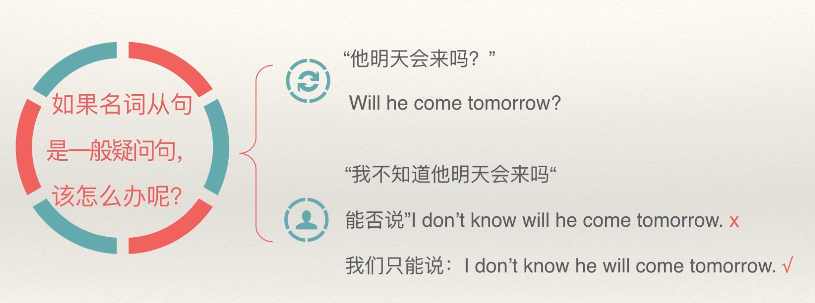 如果名词从句
是一般疑问句，
该怎么办呢？
“他明天会来吗？”
Will he come tomorrow?
“我不知道他明天会来吗“
能否说”I don’t know will he come tomorrow. x
我们只能说：I don’t know he will come tomorrow. √